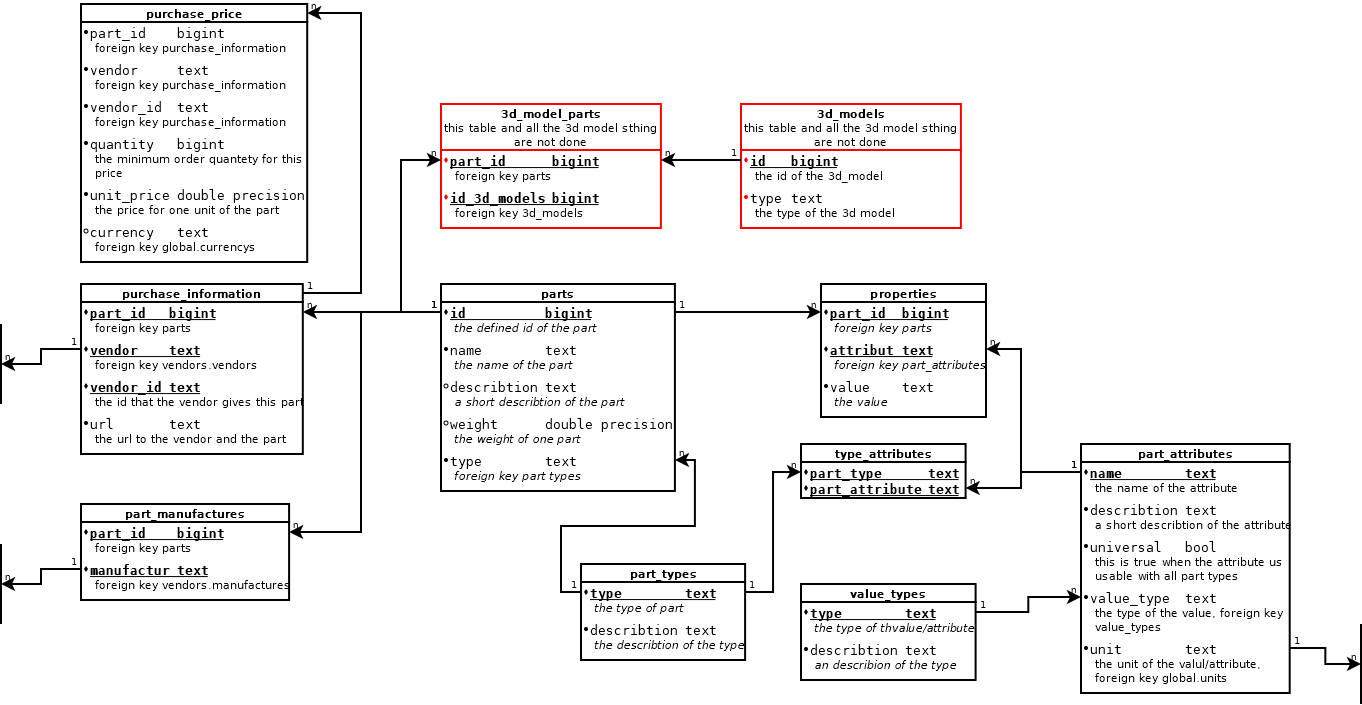 purchase_price
part_id bigint
foreign key purchase_information
vendor text
foreign key purchase_information
vendor_id text
foreign key purchase_information
quantity bigint
the minimum order quantety for this
price
unit_price double precision
the price for one unit of the part
currency text
foreign key global.currencys
n
3d_model_parts
this table and all the 3d model sthing
are not done
part_id bigint
foreign key parts
id_3d_models bigint
foreign key 3d_models
n
n
3d_models
this table and all the 3d model sthing
are not done
id bigint
the id of the 3d_model
type text
the type of the 3d model
1
purchase_information
part_id bigint
foreign key parts
vendor text
foreign key vendors.vendors
vendor_id text
the id that the vendor gives this part
url text
the url to the vendor and the part
1
n
1
n
parts
id bigint
the defined id of the part
name text
the name of the part
describtion text
a short describtion of the part
weight double precision
the weight of one part
type text
foreign key part types
1
1
n
properties
part_id bigint
foreign key parts
attribut text
foreign key part_attributes
value text
the value
n
n
type_attributes
part_type text
part_attribute text
n
n
part_attributes
name text
the name of the attribute
describtion text
a short describtion of the attribute
universal bool
this is true when the attribute us
usable with all part types
value_type text
the type of the value, foreign key
value_types
unit text
the unit of the valul/attribute,
foreign key global.units
1
n
1
n
part_manufactures
part_id bigint
foreign key parts
manufactur text
foreign key vendors.manufactures
n
1
n
part_types
type text
the type of part
describtion text
the describtion of the type
1
1
value_types
type text
the type of thvalue/attribute
describtion text
an describion of the type
1